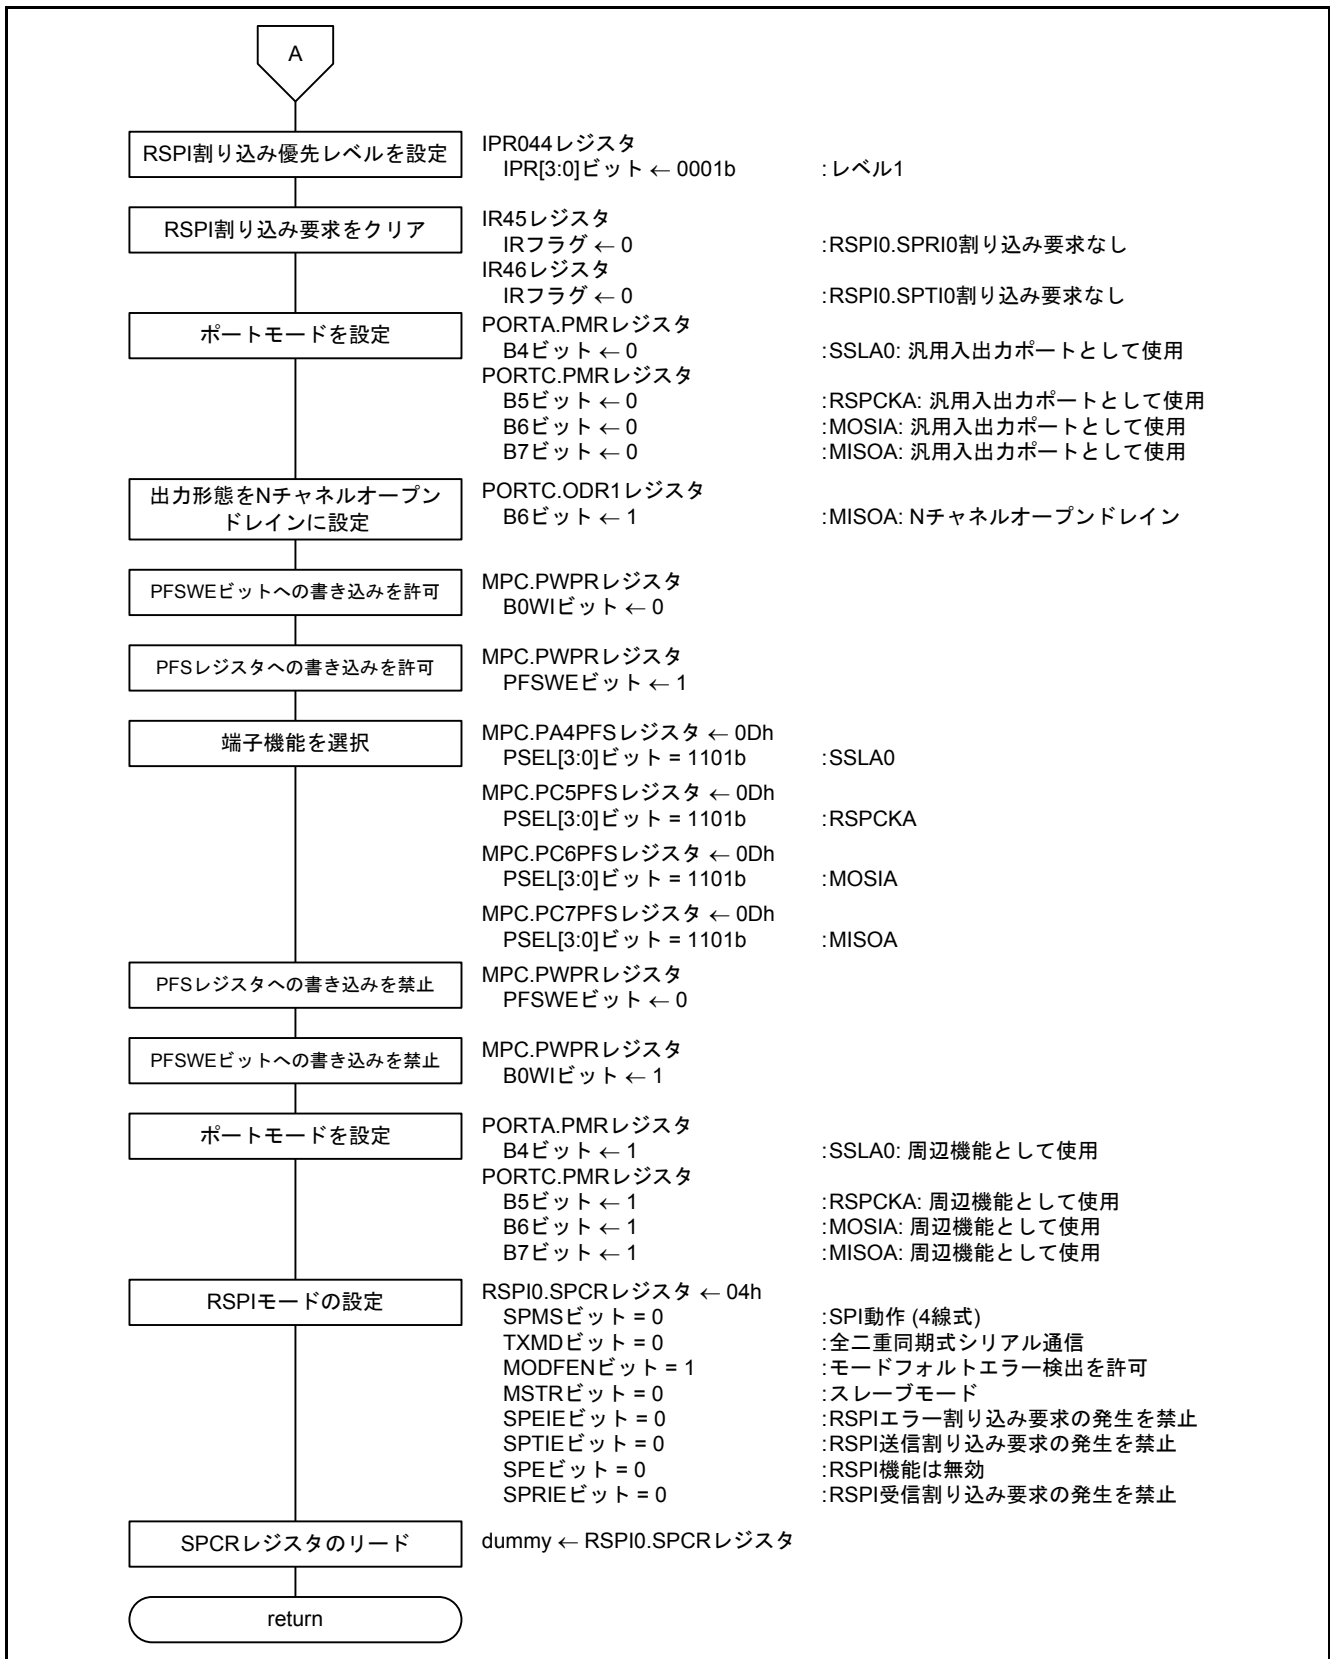 A
RSPI割り込み優先レベルを設定
IPR044レジスタ
IPR[3:0]ビット ← 0001b :レベル1
RSPI割り込み要求をクリア
IR45レジスタ
IRフラグ ← 0 :RSPI0.SPRI0割り込み要求なし
IR46レジスタ
IRフラグ ← 0 :RSPI0.SPTI0割り込み要求なし
ポートモードを設定
PORTA.PMRレジスタ
B4ビット ← 0 :SSLA0: 汎用入出力ポートとして使用
PORTC.PMRレジスタ
B5ビット ← 0 :RSPCKA: 汎用入出力ポートとして使用
B6ビット ← 0 :MOSIA: 汎用入出力ポートとして使用
B7ビット ← 0 :MISOA: 汎用入出力ポートとして使用
出力形態をNチャネルオープン
ドレインに設定
PORTC.ODR1レジスタ
B6ビット ← 1 :MISOA: Nチャネルオープンドレイン
PFSWEビットへの書き込みを許可
MPC.PWPRレジスタ
B0WIビット ← 0
PFSレジスタへの書き込みを許可
MPC.PWPRレジスタ
PFSWEビット ← 1
端子機能を選択
MPC.PA4PFSレジスタ ← 0Dh
PSEL[3:0]ビット = 1101b :SSLA0
MPC.PC5PFSレジスタ ← 0Dh
PSEL[3:0]ビット = 1101b :RSPCKA
MPC.PC6PFSレジスタ ← 0Dh
PSEL[3:0]ビット = 1101b :MOSIA
MPC.PC7PFSレジスタ ← 0Dh
PSEL[3:0]ビット = 1101b :MISOA
PFSレジスタへの書き込みを禁止
MPC.PWPRレジスタ
PFSWEビット ← 0
PFSWEビットへの書き込みを禁止
MPC.PWPRレジスタ
B0WIビット ← 1
ポートモードを設定
PORTA.PMRレジスタ
B4ビット ← 1 :SSLA0: 周辺機能として使用
PORTC.PMRレジスタ
B5ビット ← 1 :RSPCKA: 周辺機能として使用
B6ビット ← 1 :MOSIA: 周辺機能として使用
B7ビット ← 1 :MISOA: 周辺機能として使用
RSPIモードの設定
RSPI0.SPCRレジスタ ← 04h
SPMSビット = 0 :SPI動作 (4線式)
TXMDビット = 0 :全二重同期式シリアル通信
MODFENビット = 1 :モードフォルトエラー検出を許可
MSTRビット = 0 :スレーブモード
SPEIEビット = 0 :RSPIエラー割り込み要求の発生を禁止
SPTIEビット = 0 :RSPI送信割り込み要求の発生を禁止
SPEビット = 0 :RSPI機能は無効
SPRIEビット = 0 :RSPI受信割り込み要求の発生を禁止
SPCRレジスタのリード
dummy ← RSPI0.SPCRレジスタ
return